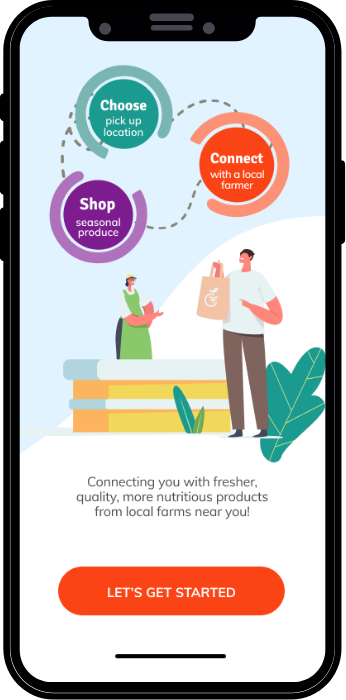 Choose
pick up
location
Connect
with a local
farmer
Shop
seasonal
produce
Connecting you with fresher,
quality, more nutritious products
from local farms near you!
LET'S GET STARTED